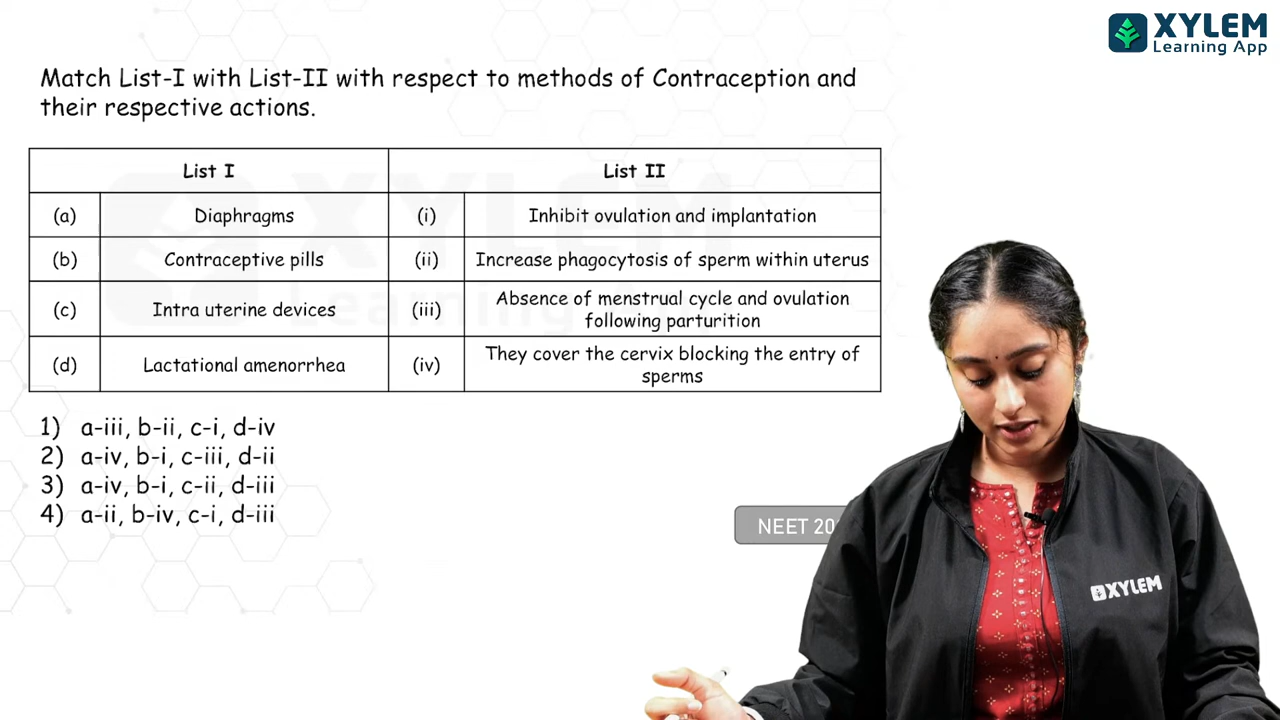 XYLEM
Learning App
Match List-I with List-II with respect to methods of Contraception and
their respective actions.
List I
List II
(a)
Diaphragms
(i)
Inhibit ovulation and implantation
(b)
Contraceptive pills
(ii)
Increase phagocytosis of sperm within uterus
(c)
Intra uterine devices
(iii)
Absence of menstrual cycle and ovulation
following parturition
(d)
Lactational amenorrhea
(iv)
They cover the cervix blocking the entry of
sperms
1) a-iii, b-ii, c-i, d-iv
2) a-iv, b-i, c-iii, d-ii
3) a-iv, b-i, c-ii, d-iii
4) a-ii, b-iv, c-i, d-iii
NEET
XYLEM